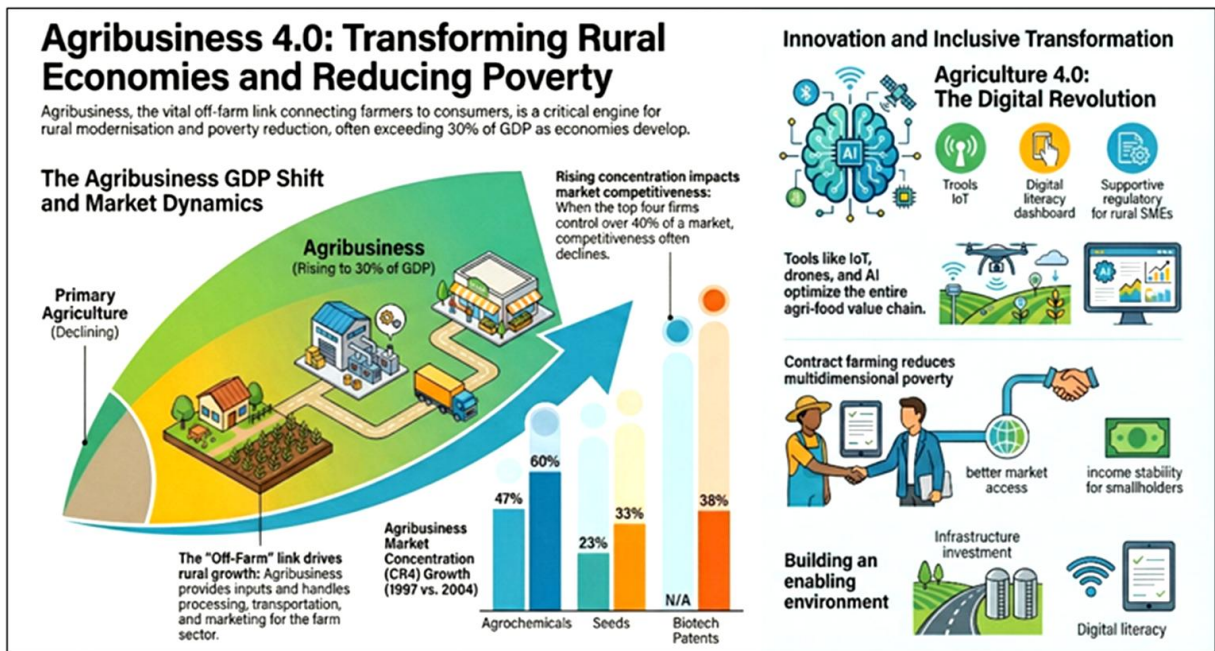 Agribusiness 4.0: Transforming Rural
Economies and Reducing Poverty
Agribusiness, the vital off-farm link connecting farmers to consumers, is a critical engine for
rural modernisation and poverty reduction, often exceeding 30% of GDP as economies develop.
The Agribusiness GDP Shift
and Market Dynamics
Primary
Agriculture
(Declining)
Agribusiness
(Rising to 30% of GDP)
Rising concentration impacts
market competitiveness:
When the top four firms
control over 40% of a market,
competitiveness often
declines.
The "Off-Farm" link drives
rural growth: Agribusiness
provides inputs and handles
processing, transportation,
and marketing for the farm
sector.
Agribusiness
Market
Concentration
(CR4) Growth
(1997 vs. 2004)
47%
60%
23%
33%
N/A
38%
Agrochemicals
Seeds
Biotech
Patents
Innovation and Inclusive Transformation
AI
Agriculture 4.0:
The Digital Revolution
Trools
IoT
Digital
literacy
dashboard
Supportive
regulatory
for rural SMEs
Tools like IoT,
drones, and AI
optimize the entire
agri-food value chain.
AI
Contract farming reduces
multidimensional poverty
better market
access
income stability
for smallholders
Building an
enabling
environment
Infrastructure
investment
Digital literacy